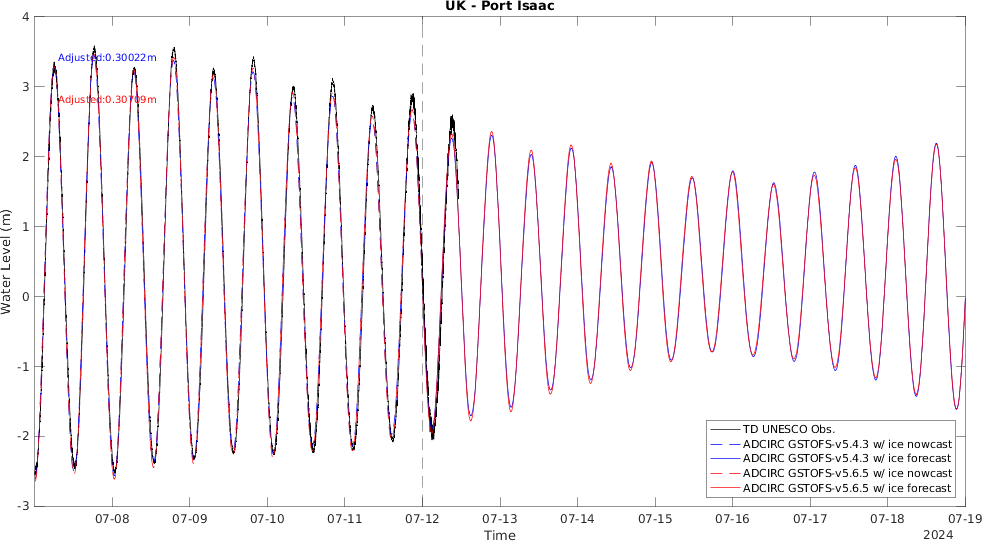 UK - Port Isaac
4
3
2
1
0
-1
-2
-3
Water Level (m)
Adjusted:0.30022m
Adjusted:0.30709m
TD UNESCO Obs.
ADCIRC GSTOFS-v5.4.3 w/ ice nowcast
ADCIRC GSTOFS-v5.4.3 w/ ice forecast
ADCIRC GSTOFS-v5.6.5 w/ ice nowcast
ADCIRC GSTOFS-v5.6.5 w/ ice forecast
07-08 07-09 07-10 07-11 07-12 07-13 07-14 07-15 07-16 07-17 07-18 07-19
Time
2024